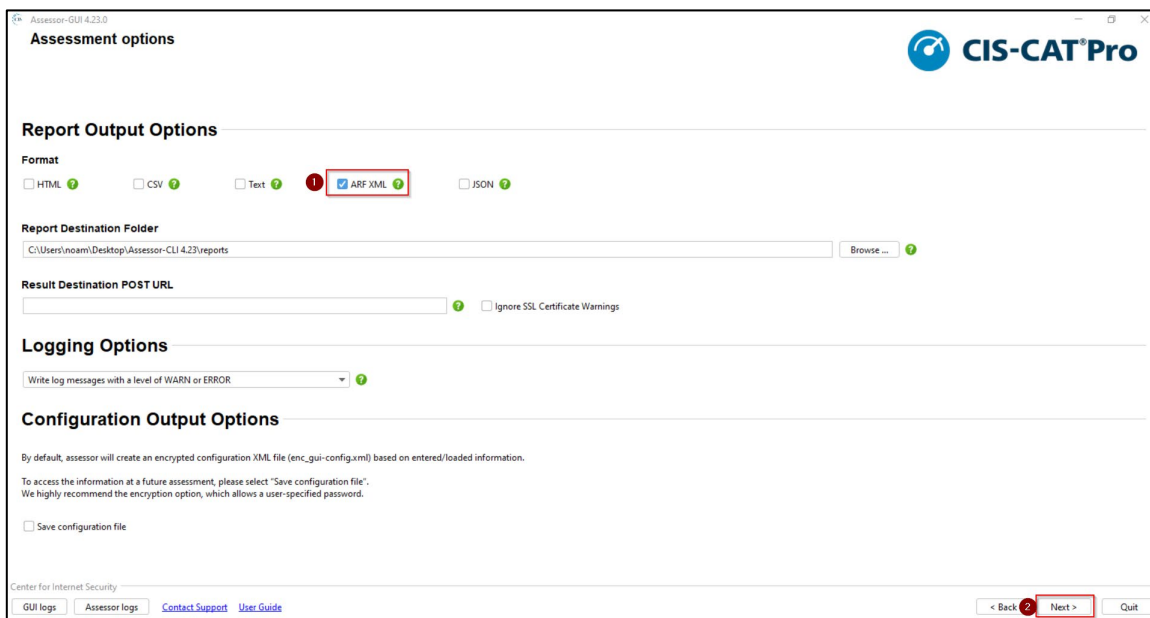 Assessor-GUI 4.23.0
Assessment options
CIS-CAT®Pro
Report Output Options
Format
HTML ? CSV ? Text ? 1 ARF XML ? JSON ?
Report Destination Folder
C:\Users\noam\Desktop\Assessor-CLI 4.23\reports Browse ... ?
Result Destination POST URL
? Ignore SSL Certificate Warnings
Logging Options
Write log messages with a level of WARN or ERROR ?
Configuration Output Options
By default, assessor will create an encrypted configuration XML file (enc_gui-config.xml) based on entered/loaded information.
To access the information at a future assessment, please select "Save configuration file".
We highly recommend the encryption option, which allows a user-specified password.
Save configuration file
Center for Internet Security
GUI logs Assessor logs Contact Support User Guide < Back 2 Next > Quit